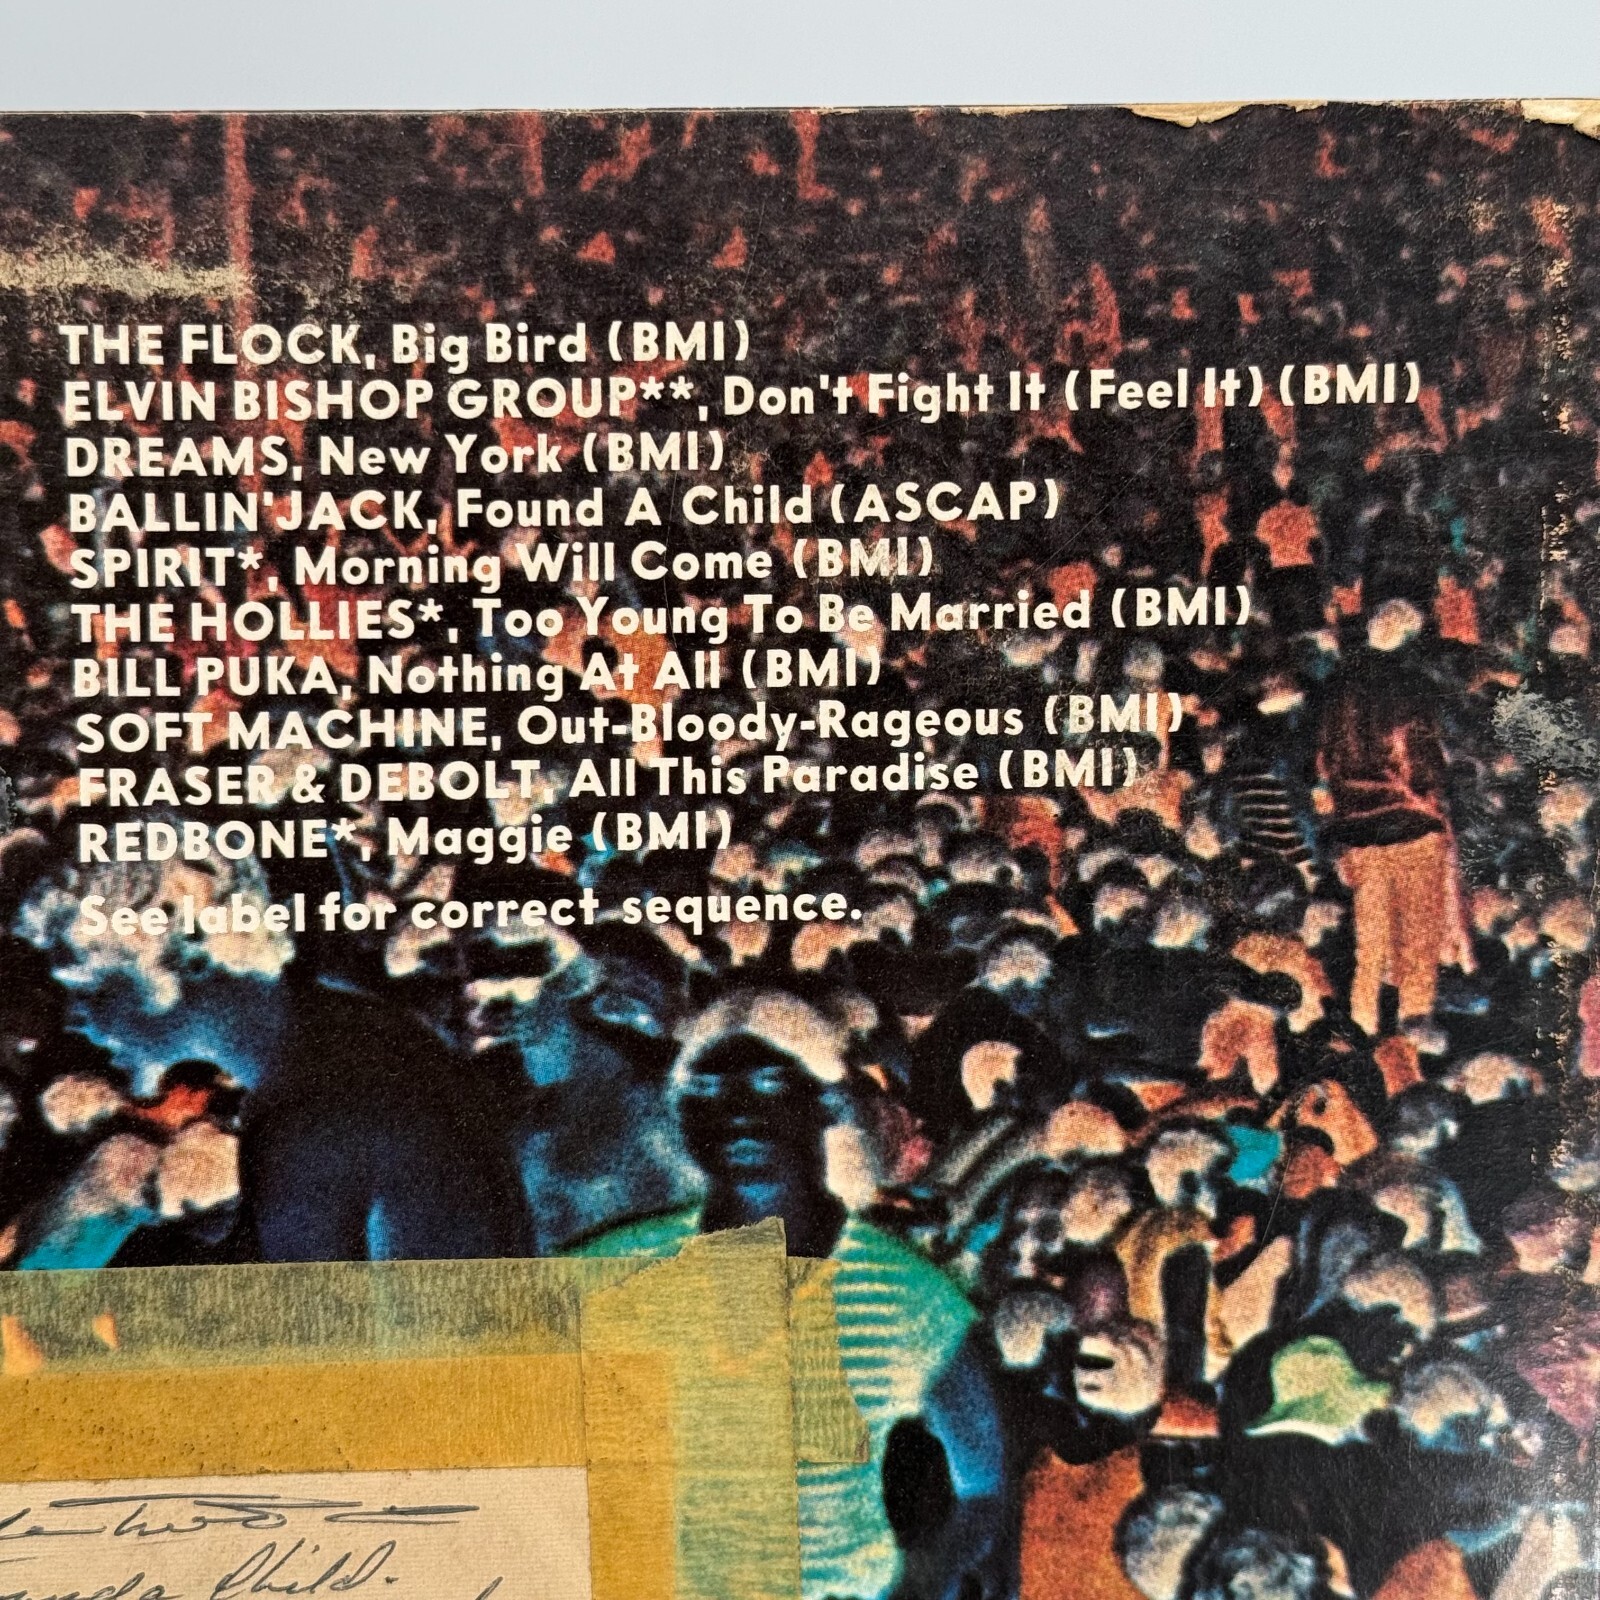 THE FLOCK, Big Bird (BMI)
ELVIN BISHOP GROUP**, Don't Fight It (Feel It) (BMI)
DREAMS, New York (BMI)
BALLIN'JACK, Found A Child (ASCAP)
SPIRIT*, Morning Will Come (BMI)
THE HOLLIES*, Too Young To Be Married (BMI)
BILL PUKA, Nothing At All (BMI)
SOFT MACHINE, Out-Bloody-Rageous (BMI)
FRASER & DEBOLT, All This Paradise (BMI)
REDBONE*, Maggie (BMI)
See label for correct sequence.
Child.